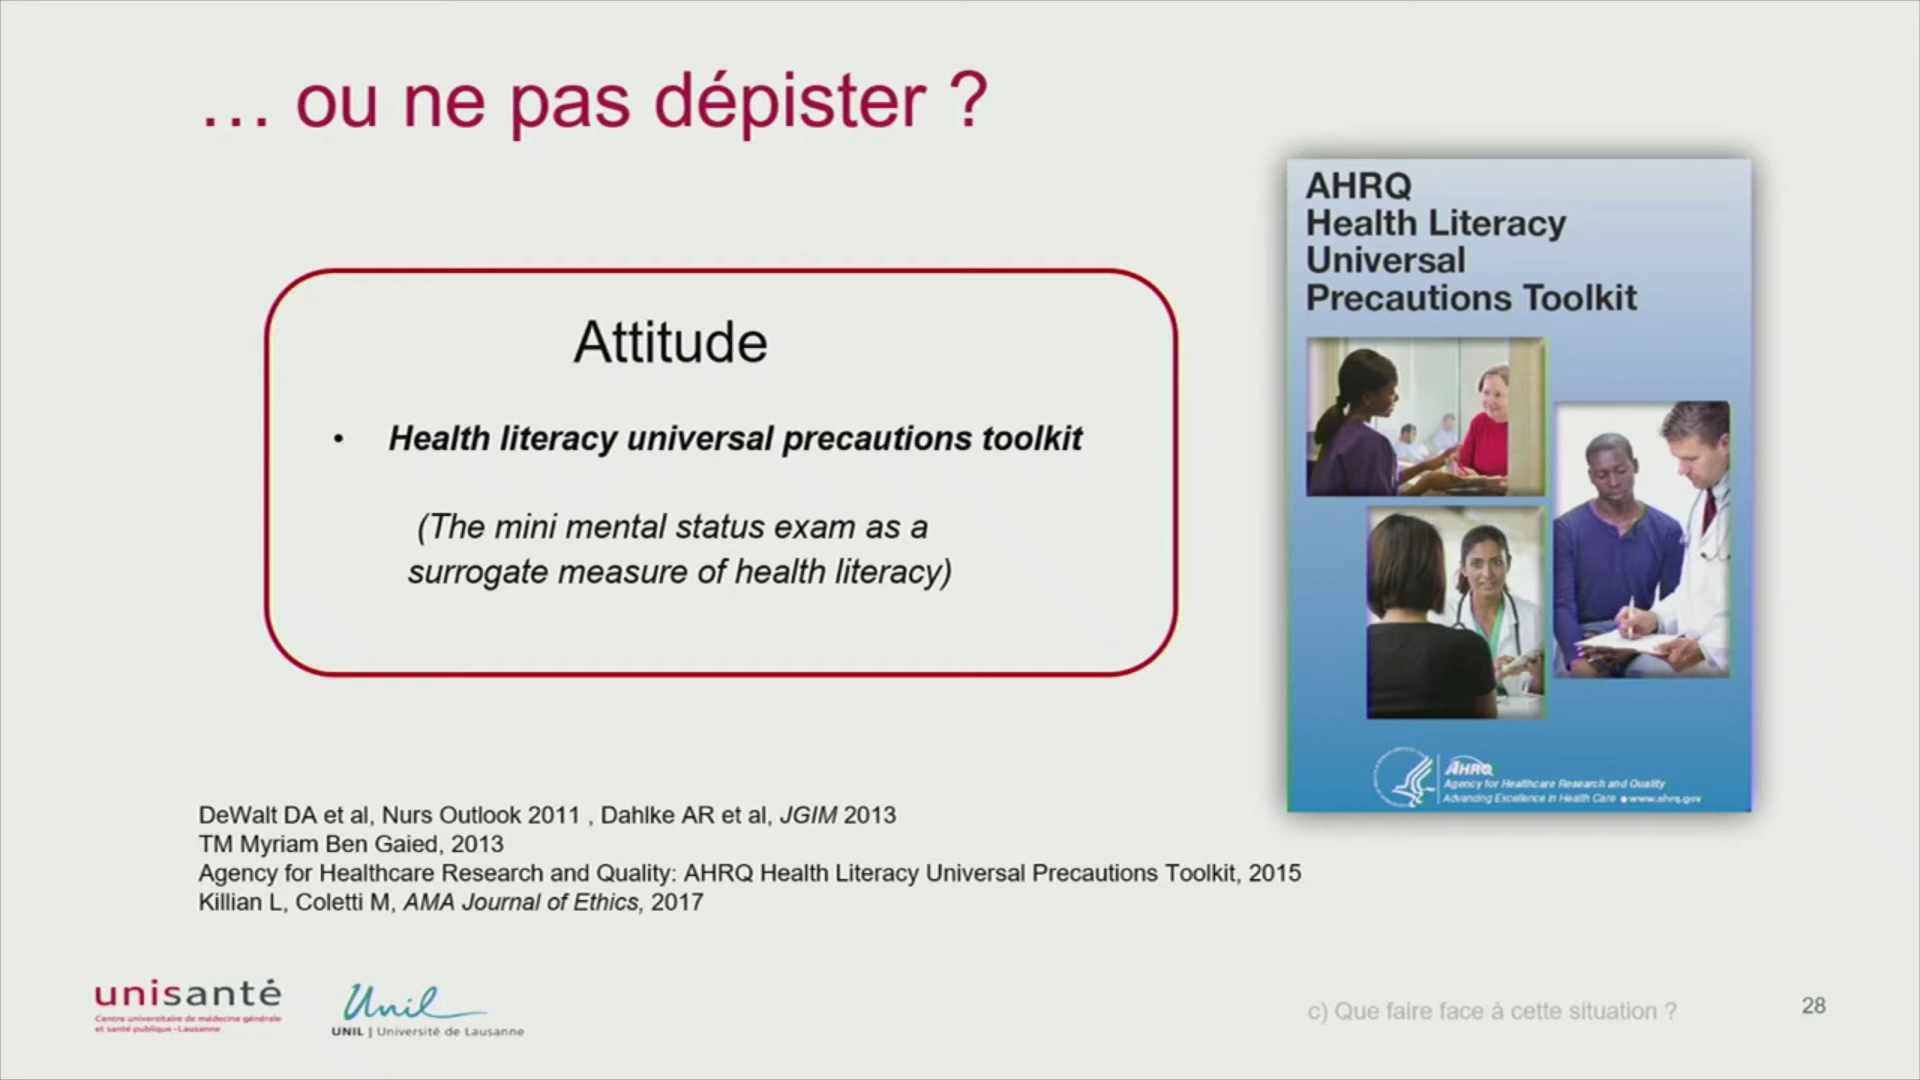 … ou ne pas dépister ?
Attitude
• Health literacy universal precautions toolkit
(The mini mental status exam as a
surrogate measure of health literacy)
AHRQ
Health Literacy
Universal
Precautions Toolkit
AHRQ
Agency for Healthcare Research and Quality
Advancing Excellence in Health Care ● www.ahrq.gov
DeWalt DA et al, Nurs Outlook 2011 , Dahlke AR et al, JGIM 2013
TM Myriam Ben Gaied, 2013
Agency for Healthcare Research and Quality: AHRQ Health Literacy Universal Precautions Toolkit, 2015
Killian L, Coletti M, AMA Journal of Ethics, 2017
unisanté
Centre universitaire de médecine générale
et santé publique - Lausanne
Unil
UNIL | Université de Lausanne
c) Que faire face à cette situation ?
28